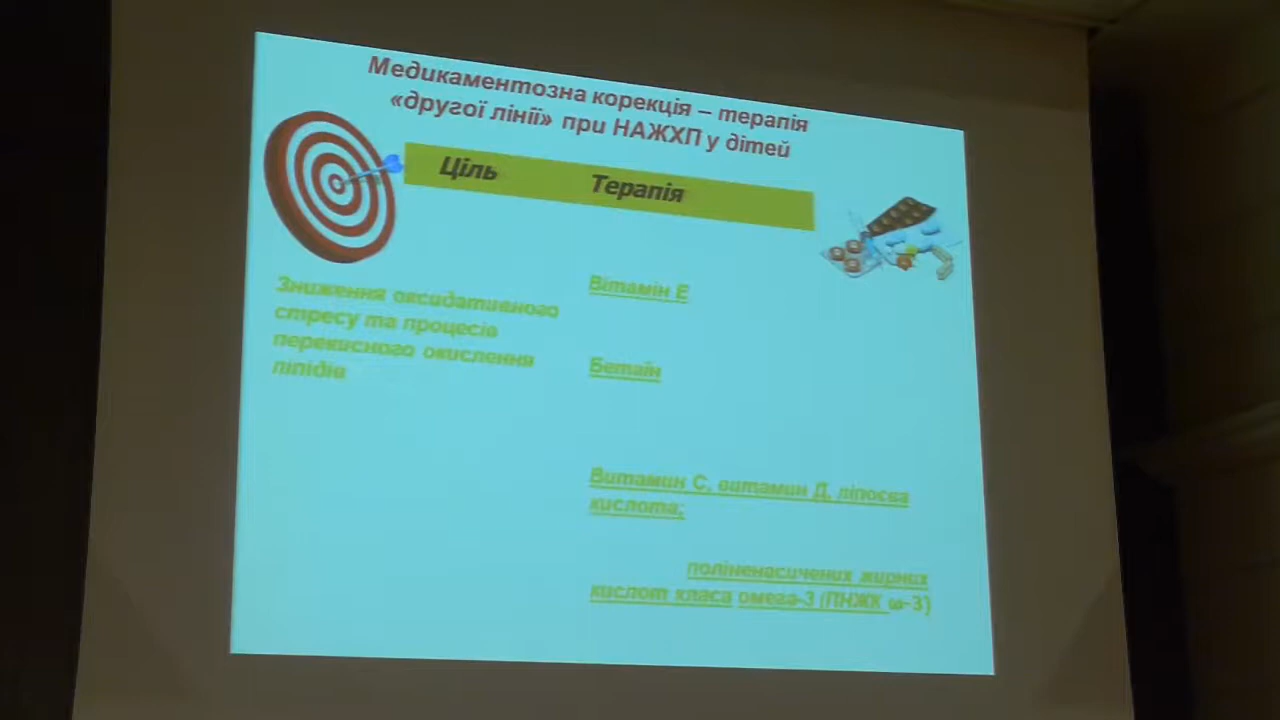 Медикаментозна корекція – терапія
«другої лінії» при НАЖХП у дітей
Ціль Терапія
Зниження оксидативного
стресу та процесів
перекисного окислення
ліпідів
Вітамін Е
Бетаїн
Витамин С, витамин Д, ліпоєва
кислота;
поліненасичених жирних
кислот класа омега-3 (ПНЖК ω-3)